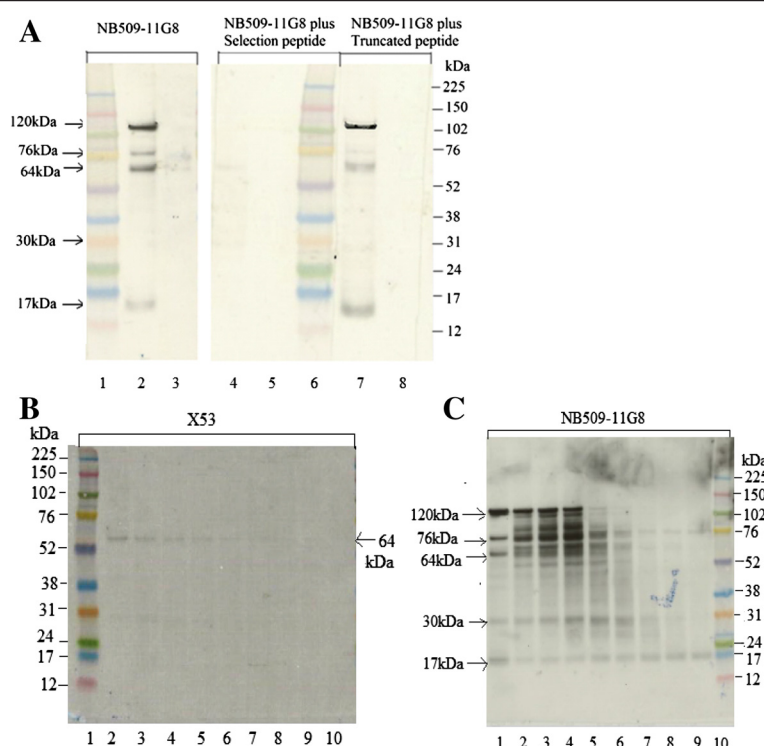 A
NB509-11G8
NB509-11G8 plus
Selection peptide
NB509-11G8 plus
Truncated peptide
kDa
120kDa
76kDa
64kDa
30kDa
17kDa
225
150
102
76
52
38
31
24
17
12
1 2 3 4 5 6 7 8
B
X53
kDa
225
150
102
76
52
38
31
24
17
12
64
kDa
1 2 3 4 5 6 7 8 9 10
C
NB509-11G8
120kDa
76kDa
64kDa
30kDa
17kDa
kDa
225
150
102
76
52
38
31
24
17
12
1 2 3 4 5 6 7 8 9 10